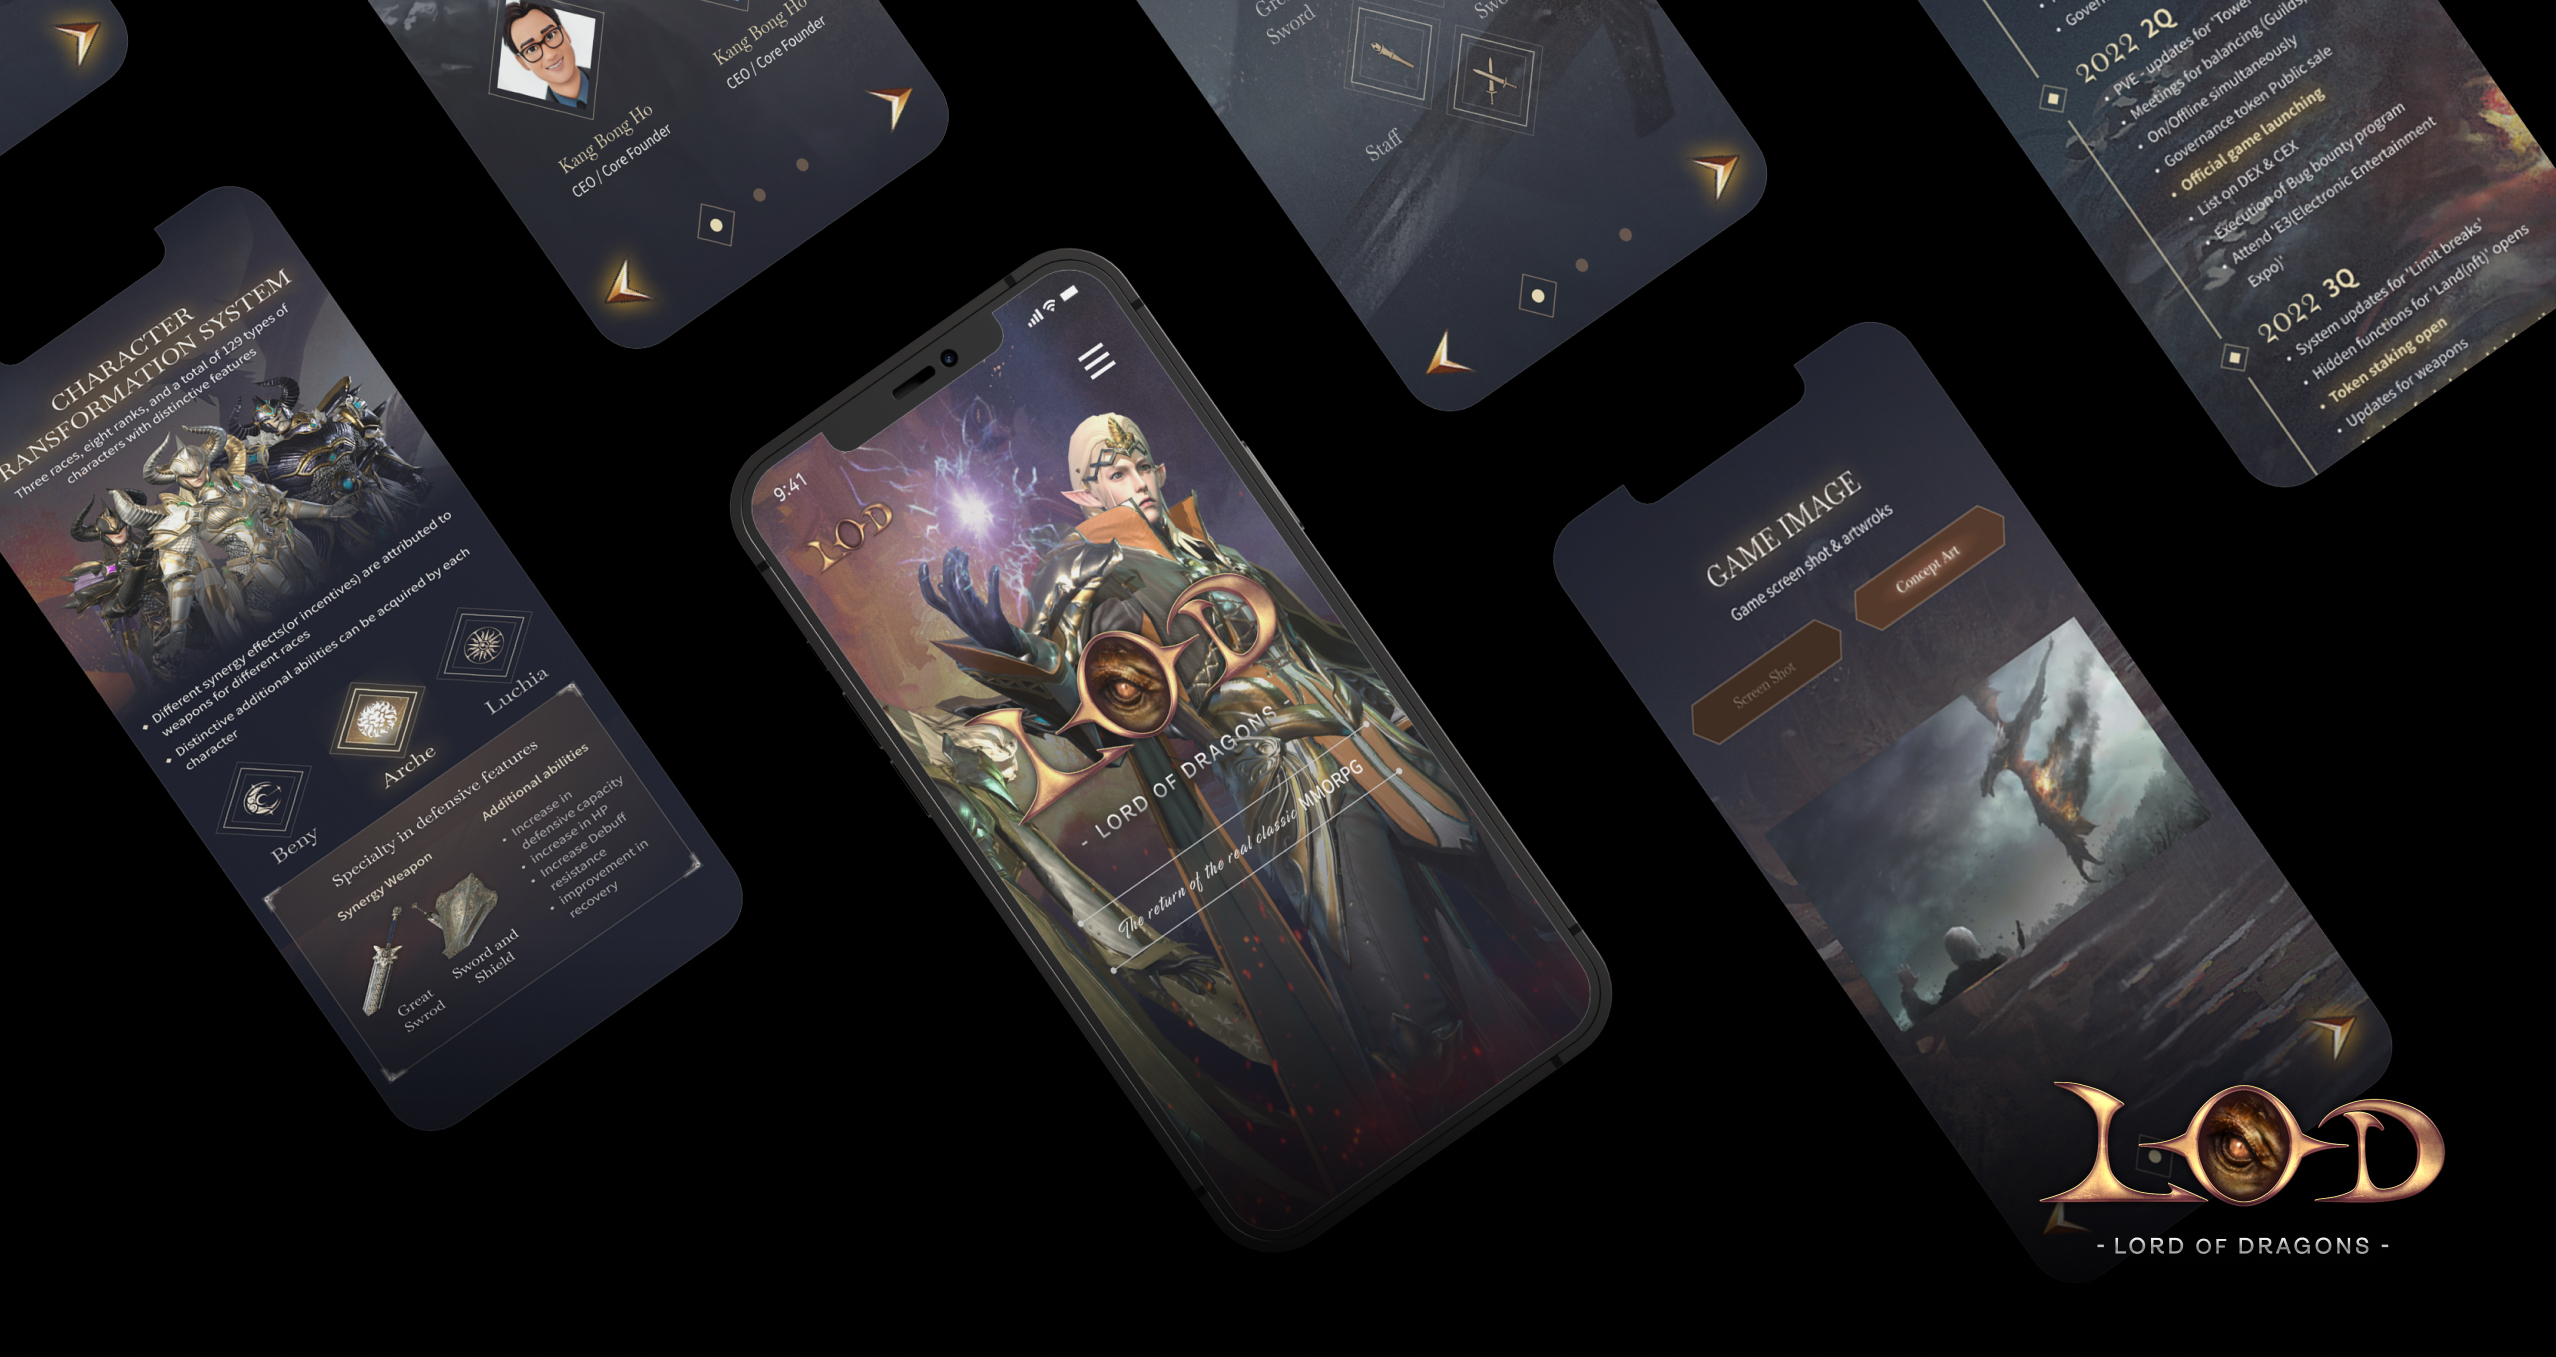 CHARACTER
RANSFORMATION SYSTEM
Three races, eight ranks, and a total of 129 types of
characters with distinctive features
• Different synergy effects(or incentives) are attributed to
weapons for different races
• Distinctive additional abilities can be acquired by each
character
Beny
Arche
Luchia
Specialty in defensive features
Synergy Weapon
Additional abilities
Great
Swrod
Sword and
Shield
• Increase in
defensive capacity
• increase in HP
• Increase Debuff
resistance
• improvement in
recovery
Kang Bong Ho
CEO / Core Founder
Kang Bong Ho
CEO / Core Founder
9:41
LOD
LOD
- LORD OF DRAGONS -
The return of the real classic MMORPG
Sword
Staff
2022 2Q
• PVE - updates for 'Tower
• Meetings for balancing (Guilds,
• On/Offline simultaneously
• Governance token Public sale
• Official game launching
• List on DEX & CEX
• Execution of Bug bounty program
• Attend 'E3(Electronic Entertainment
Expo)'
2022 3Q
• System updates for 'Limit breaks'
• Hidden functions for 'Land(nft)' opens
• Token staking open
• Updates for weapons
GAME IMAGE
Game screen shot & artwroks
Screen Shot
Concept Art
LOD
- LORD OF DRAGONS -